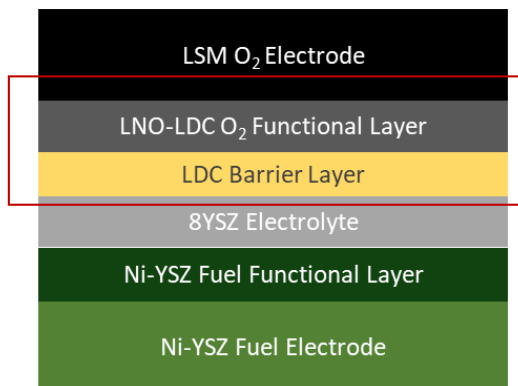 LSM O₂ Electrode
LNO-LDC O₂ Functional Layer
LDC Barrier Layer
8YSZ Electrolyte
Ni-YSZ Fuel Functional Layer
Ni-YSZ Fuel Electrode